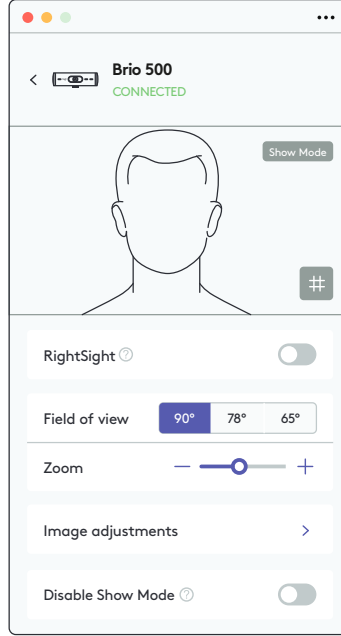 Brio 500
CONNECTED
Show Mode
RightSight
Field of view 90° 78° 65°
Zoom
Image adjustments
Disable Show Mode